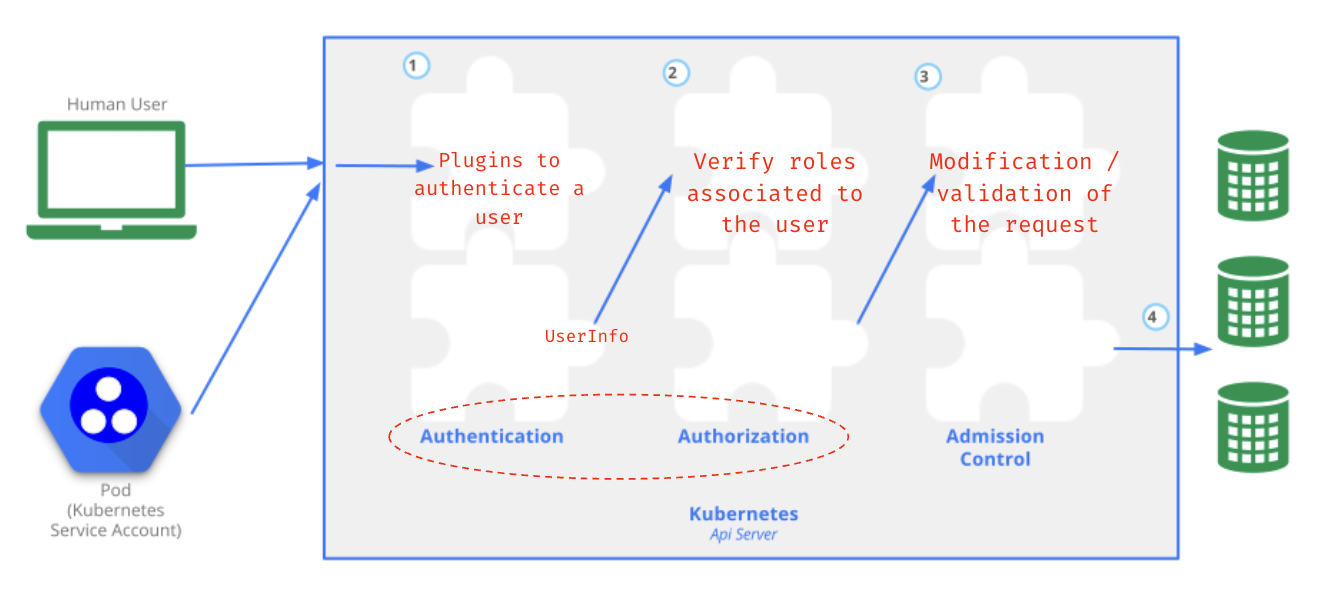 Human User
Pod
(Kubernetes
Service Account)
1
Plugins to
authenticate a
user
UserInfo
Authentication
2
Verify roles
associated to
the user
Authorization
3
Modification /
validation of
the request
Admission
Control
4
Kubernetes
Api Server